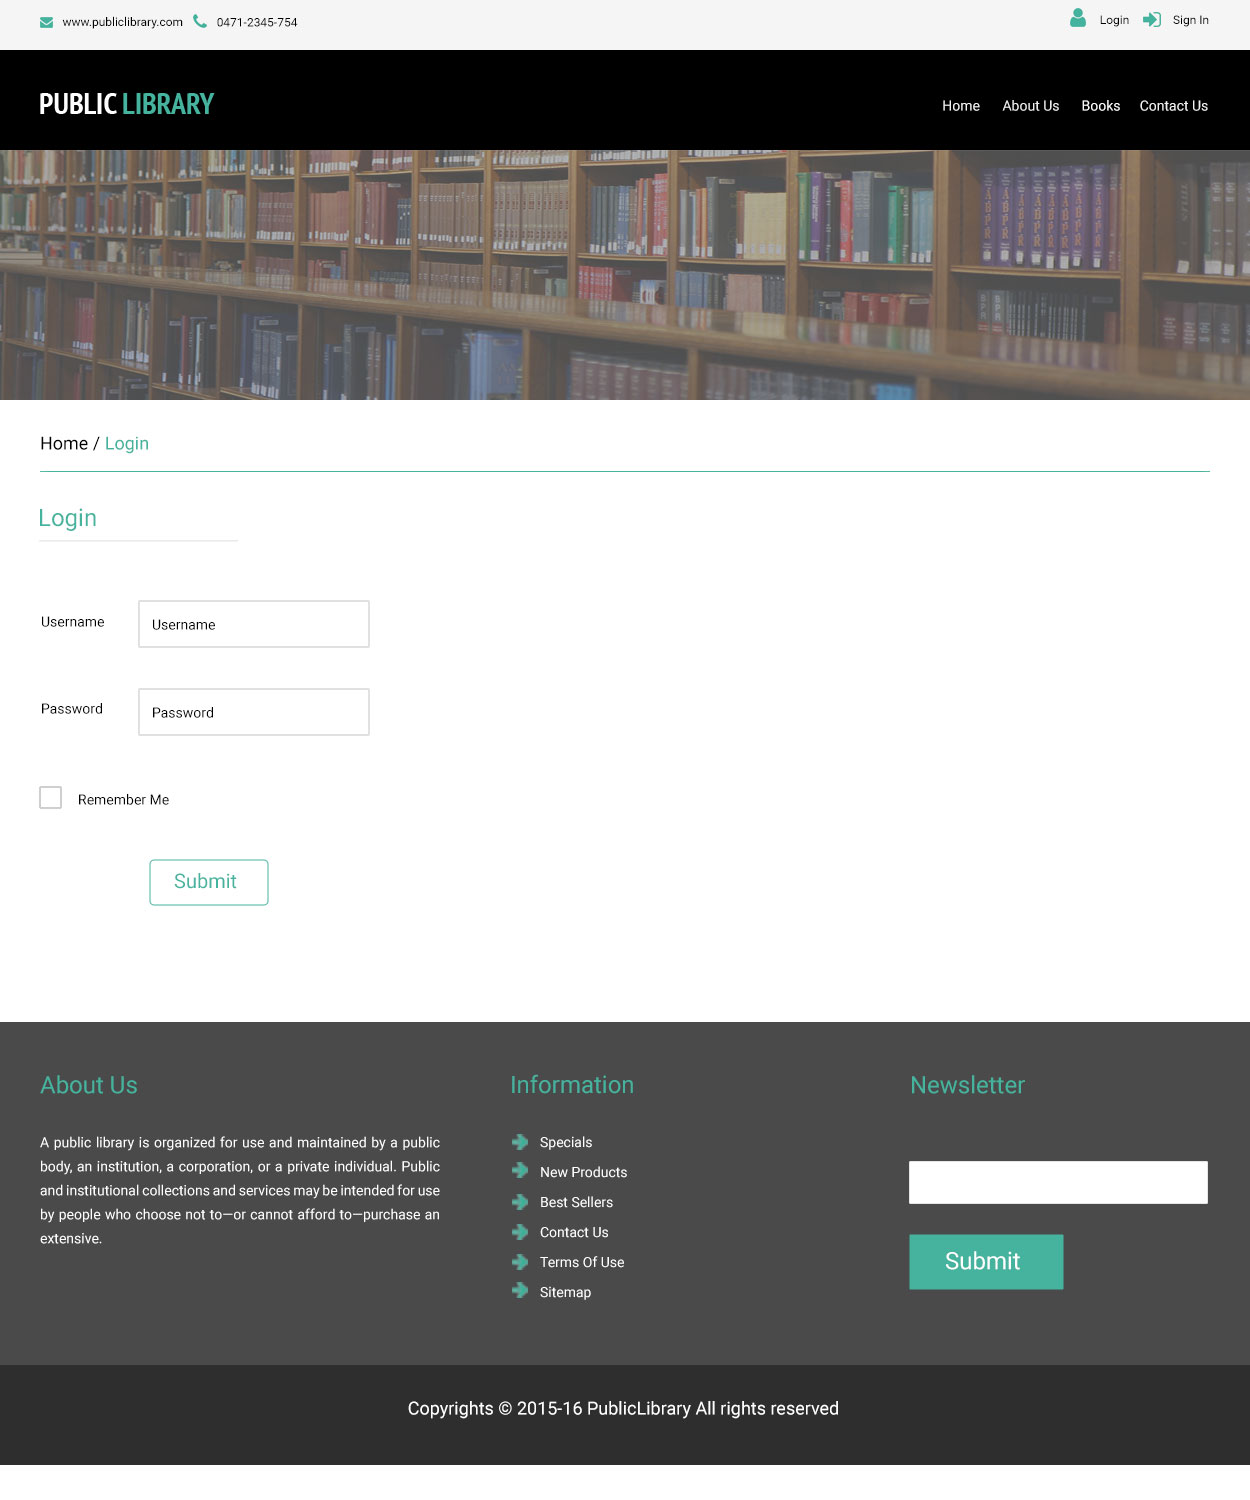 www.publiclibrary.com 0471-2345-754 Login Sign In
PUBLIC LIBRARY Home About Us Books Contact Us
Home / Login
Login
Username Username
Password Password
Remember Me
Submit
About Us
A public library is organized for use and maintained by a public
body, an institution, a corporation, or a private individual. Public
and institutional collections and services may be intended for use
by people who choose not to—or cannot afford to—purchase an
extensive.
Information
Specials
New Products
Best Sellers
Contact Us
Terms Of Use
Sitemap
Newsletter
Submit
Copyrights © 2015-16 PublicLibrary All rights reserved